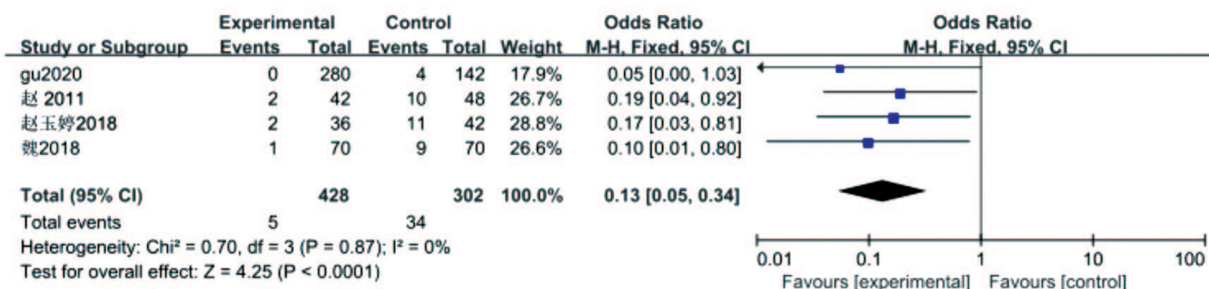 Experimental Control Odds Ratio Odds Ratio
Study or Subgroup Events Total Events Total Weight M-H, Fixed, 95% CI M-H, Fixed, 95% CI
gu2020 0 280 4 142 17.9% 0.05 [0.00, 1.03]
赵 2011 2 42 10 48 26.7% 0.19 [0.04, 0.92]
赵玉婷2018 2 36 11 42 28.8% 0.17 [0.03, 0.81]
魏2018 1 70 9 70 26.6% 0.10 [0.01, 0.80]
Total (95% CI) 428 302 100.0% 0.13 [0.05, 0.34]
Total events 5 34
Heterogeneity: Chi² = 0.70, df = 3 (P = 0.87); I² = 0%
Test for overall effect: Z = 4.25 (P < 0.0001)
0.01 0.1 1 10 100
Favours [experimental] Favours [control]